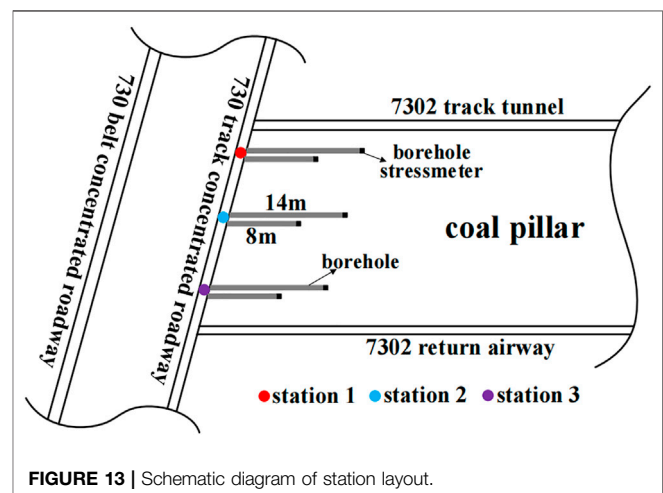 730 belt concentrated roadway
730 track concentrated roadway
7302 track tunnel
borehole
stressmeter
14m
8m
coal pillar
borehole
7302 return airway
station 1 station 2 station 3
FIGURE 13 | Schematic diagram of station layout.